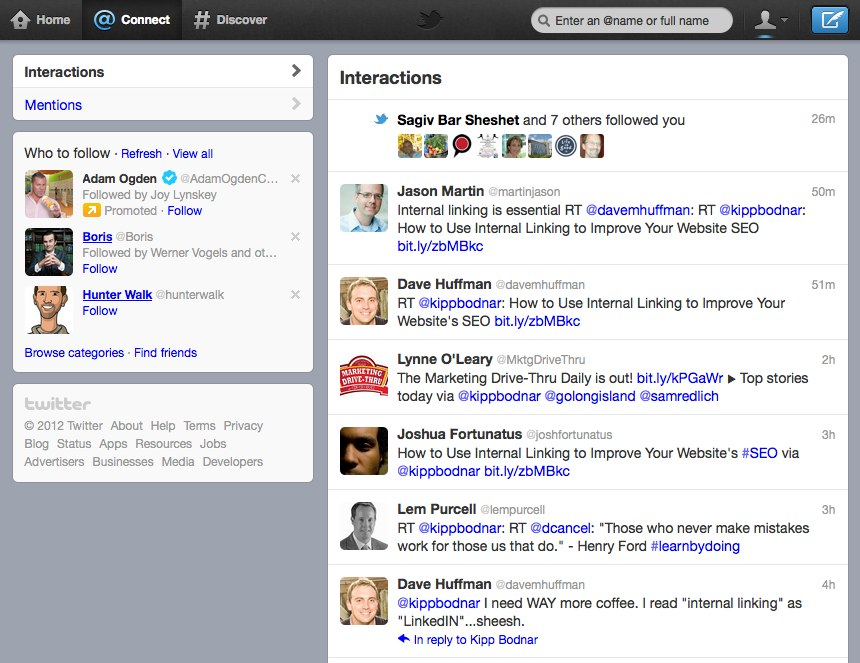 Home
Connect
Discover
Enter an @name or full name
Interactions
Mentions
Who to follow · Refresh · View all
Adam Ogden @AdamOgdenC...
Followed by Joy Lynskey
Promoted · Follow
Boris @Boris
Followed by Werner Vogels and ot...
Follow
Hunter Walk @hunterwalk
Follow
Browse categories · Find friends
twitter
© 2012 Twitter About Help Terms Privacy
Blog Status Apps Resources Jobs
Advertisers Businesses Media Developers
Interactions
Sagiv Bar Sheshet and 7 others followed you 26m
Jason Martin @martinjason 50m
Internal linking is essential RT @davemhuffman: RT @kippbodnar:
How to Use Internal Linking to Improve Your Website SEO
bit.ly/zbMBkc
Dave Huffman @davemhuffman 51m
RT @kippbodnar: How to Use Internal Linking to Improve Your
Website's SEO bit.ly/zbMBkc
Lynne O'Leary @MktgDriveThru 2h
MARKETING
DRIVE-THRU
The Marketing Drive-Thru Daily is out! bit.ly/kPGaWr ▸ Top stories
today via @kippbodnar @golongisland @samredlich
Joshua Fortunatus @joshfortunatus 3h
How to Use Internal Linking to Improve Your Website's #SEO via
@kippbodnar bit.ly/zbMBkc
Lem Purcell @lempurcell 3h
RT @kippbodnar: RT @dcancel: "Those who never make mistakes
work for those us that do." - Henry Ford #learnbydoing
Dave Huffman @davemhuffman 4h
@kippbodnar I need WAY more coffee. I read "internal linking" as
"LinkedIN"...sheesh.
In reply to Kipp Bodnar